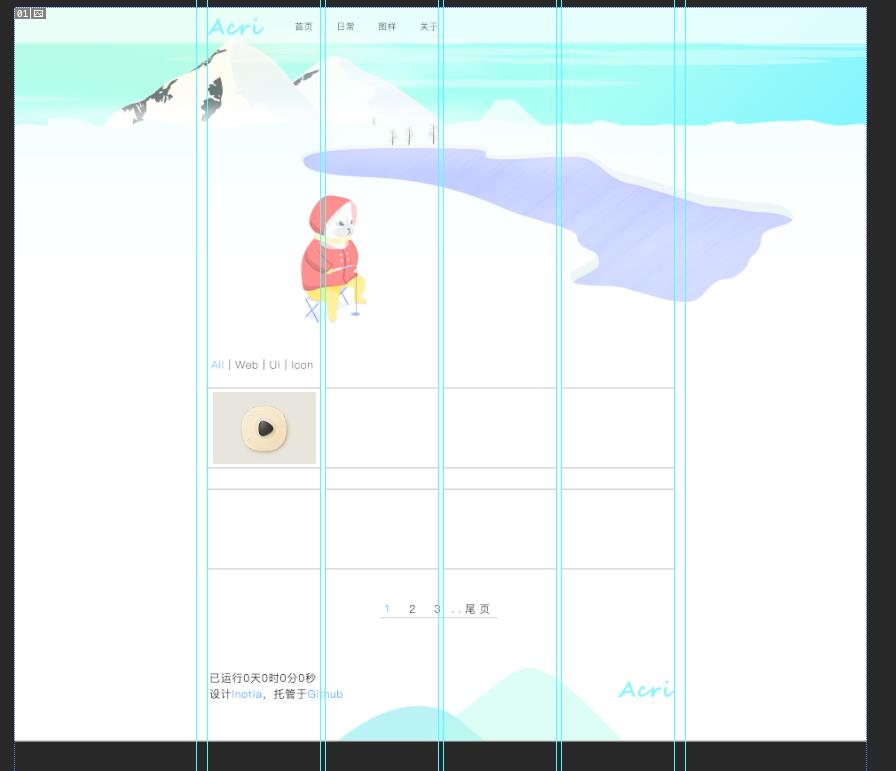 01
Acri 首页 日常 图样 关于
All | Web | Ui | Icon
1 2 3 ..尾页
已运行0天0时0分0秒
设计Inotia，托管于Github
Acri